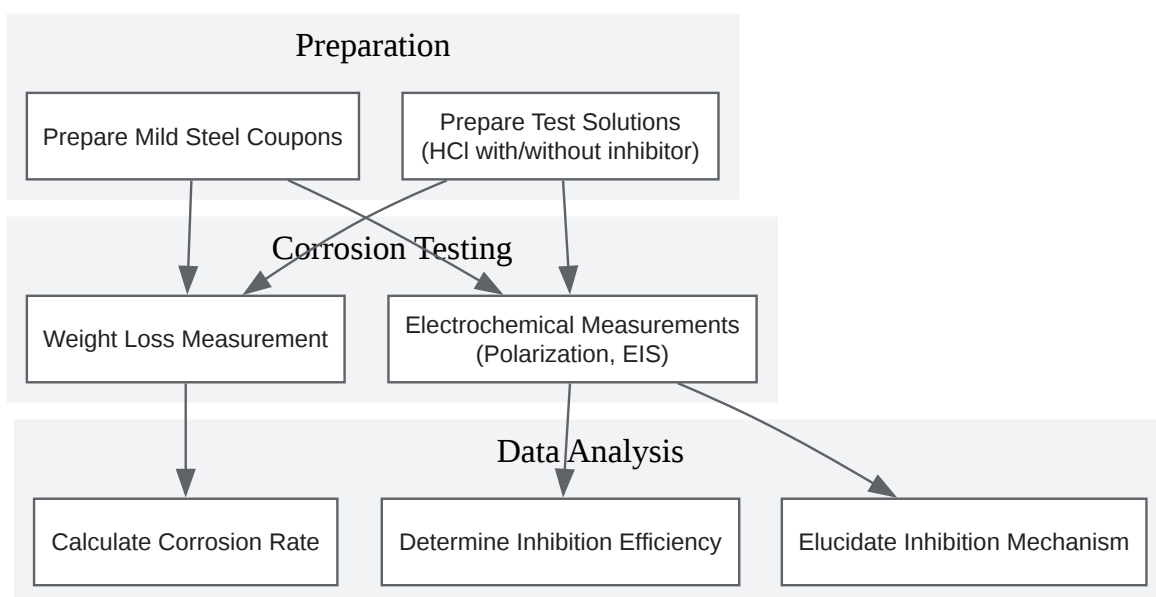 Preparation
Prepare Mild Steel Coupons
Prepare Test Solutions
(HCl with/without inhibitor)
Corrosion Testing
Weight Loss Measurement
Electrochemical Measurements
(Polarization, EIS)
Data Analysis
Calculate Corrosion Rate
Determine Inhibition Efficiency
Elucidate Inhibition Mechanism